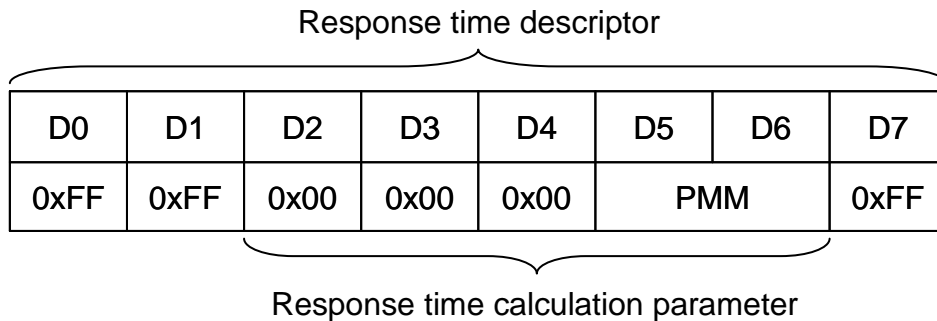 Response time descriptor
D0 D1 D2 D3 D4 D5 D6 D7
0xFF 0xFF 0x00 0x00 0x00 PMM 0xFF
Response time calculation parameter